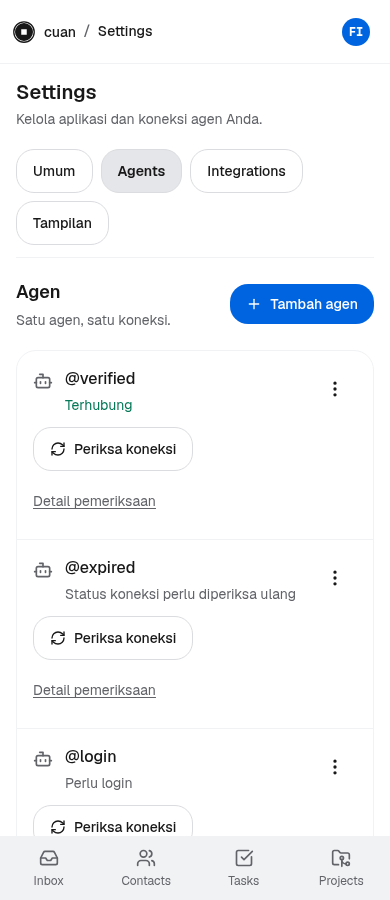 cuan / Settings
FI
Settings
Kelola aplikasi dan koneksi agen Anda.
Umum
Agents
Integrations
Tampilan
Agen
Satu agen, satu koneksi.
Tambah agen
@verified
Terhubung
Periksa koneksi
Detail pemeriksaan
@expired
Status koneksi perlu diperiksa ulang
Periksa koneksi
Detail pemeriksaan
@login
Perlu login
Periksa koneksi
Inbox
Contacts
Tasks
Projects